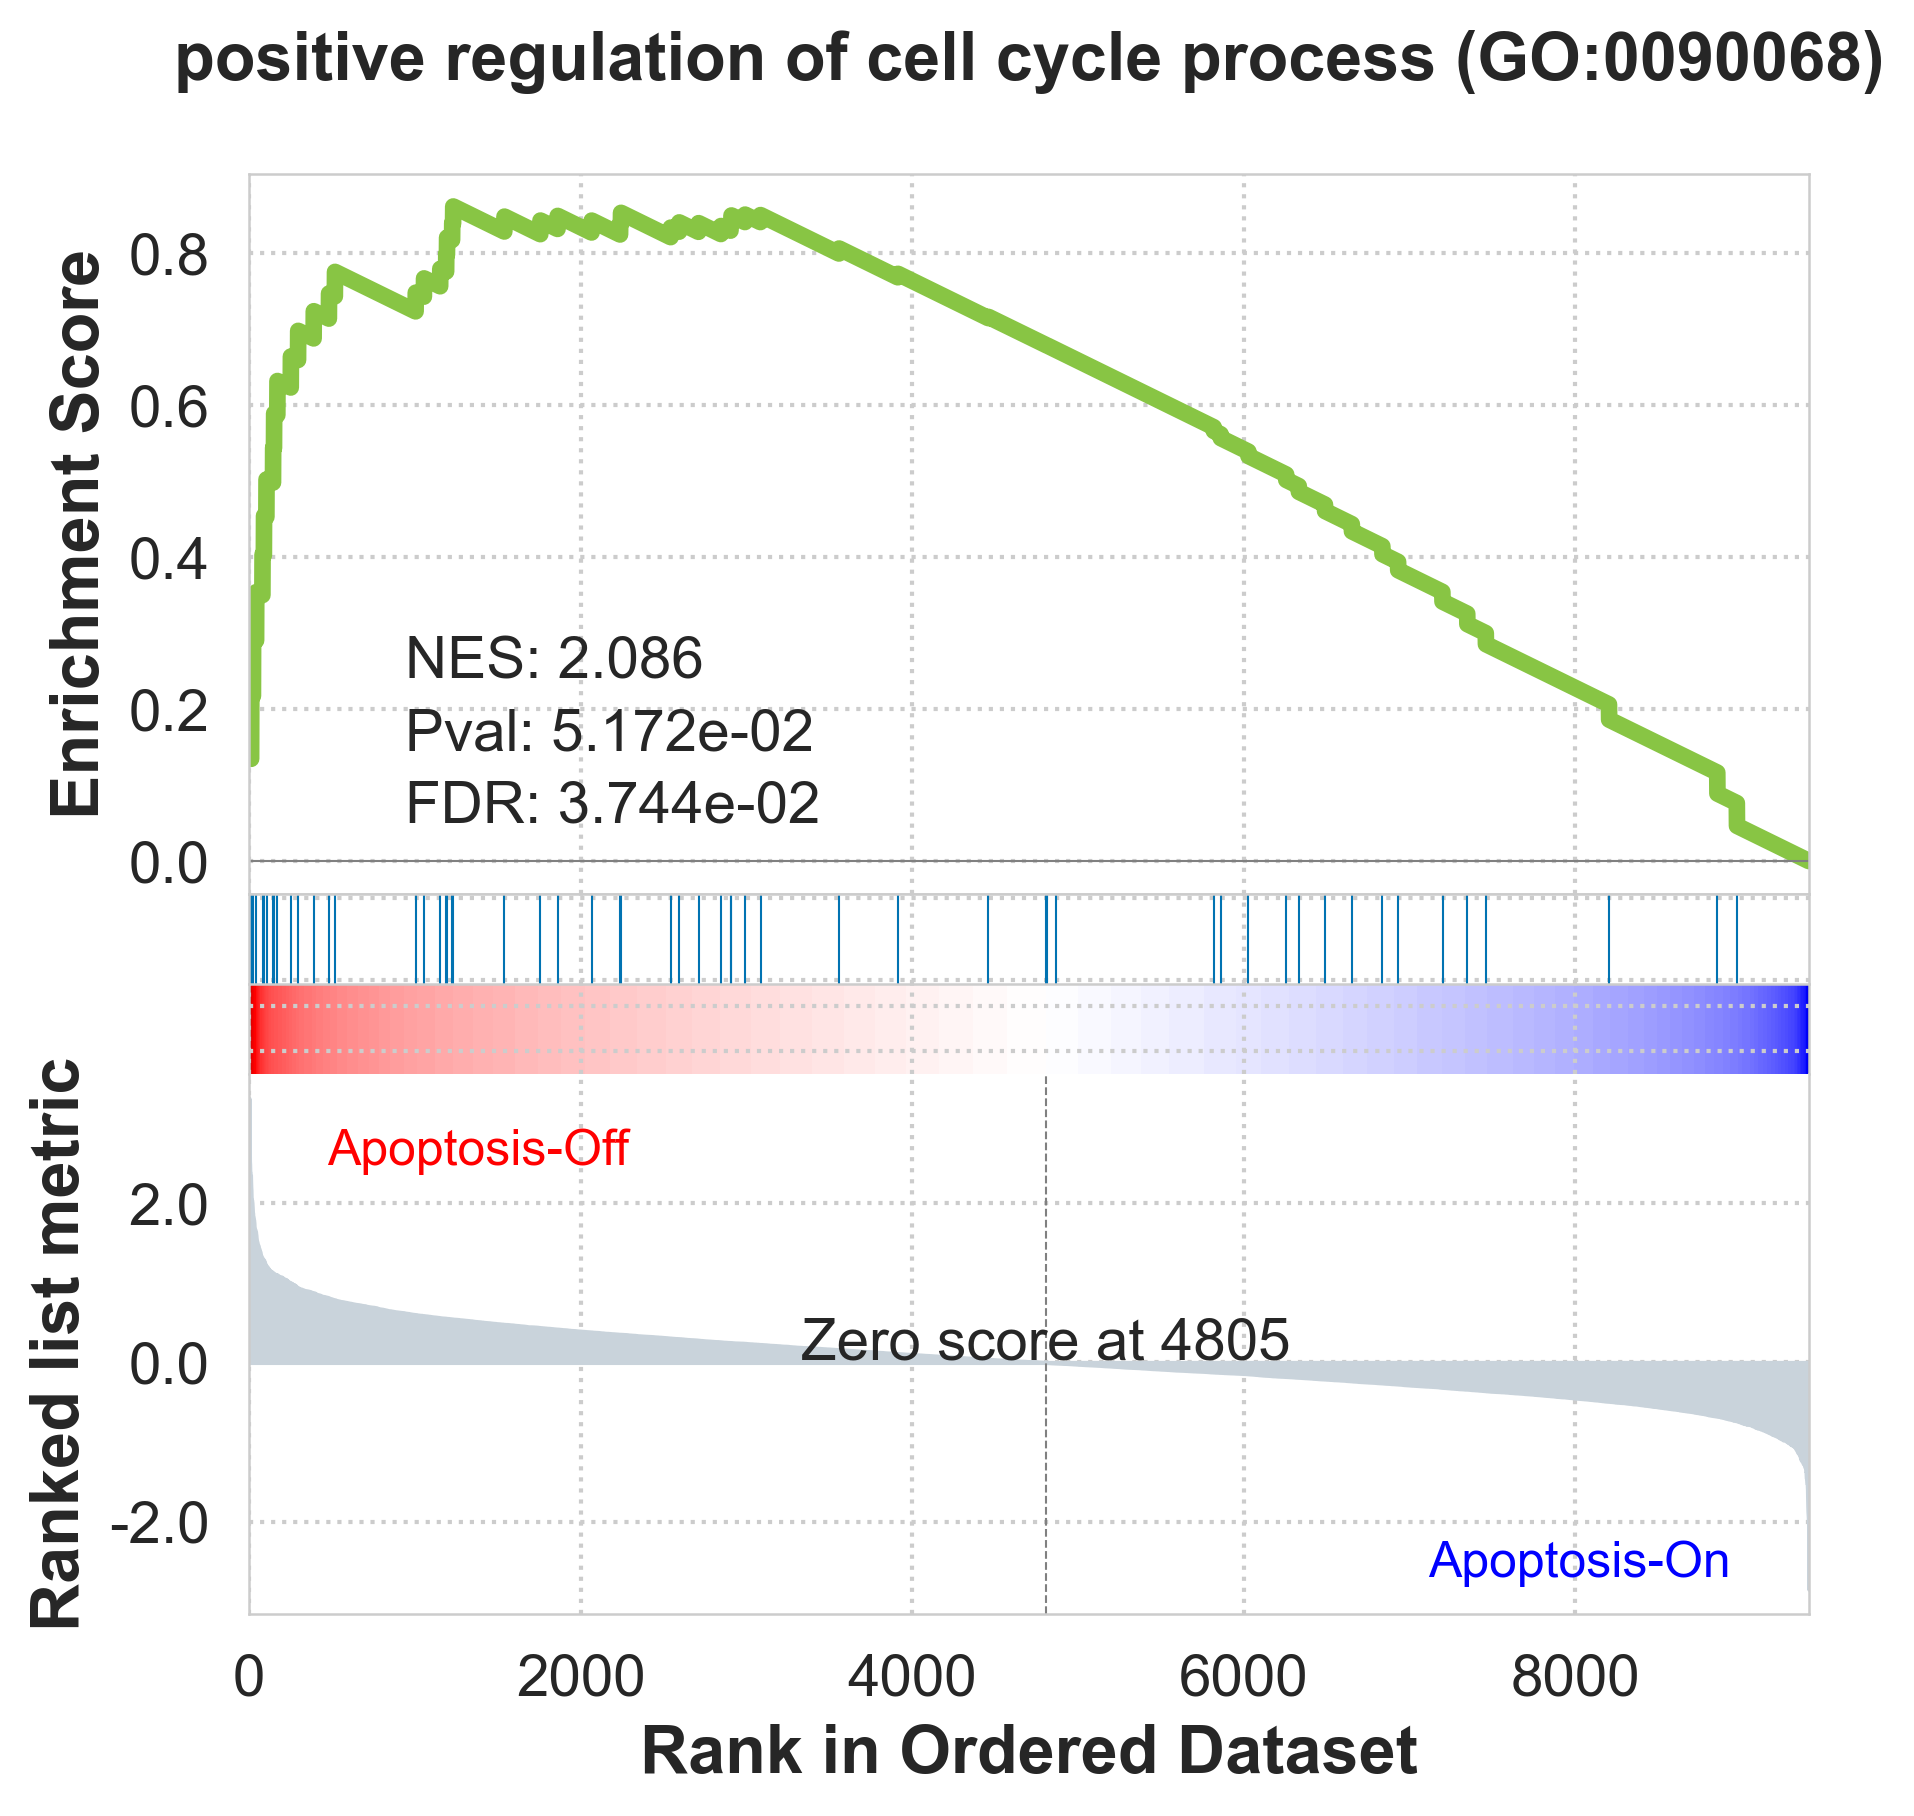 positive regulation of cell cycle process (GO:0090068)
Enrichment Score
0.8
0.6
0.4
0.2
0.0
NES: 2.086
Pval: 5.172e-02
FDR: 3.744e-02
Ranked list metric
2.0
0.0
-2.0
Apoptosis-Off
Zero score at 4805
Apoptosis-On
0 2000 4000 6000 8000
Rank in Ordered Dataset